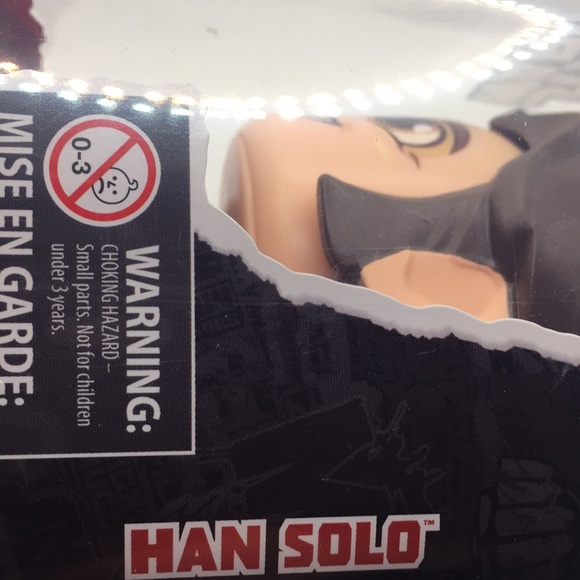 0-3
WARNING:
CHOKING HAZARD –
Small parts. Not for children
under 3 years.
MISE EN GARDE:
HAN SOLO™